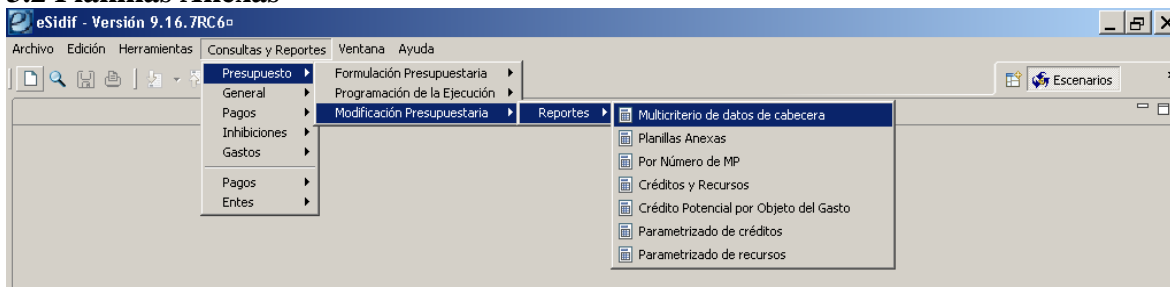 eSidif - Versión 9.16.7RC6¤
Archivo Edición Herramientas Consultas y Reportes Ventana Ayuda
Presupuesto Formulación Presupuestaria
Escenarios
General Programación de la Ejecución
Pagos Modificación Presupuestaria Reportes Multicriterio de datos de cabecera
Inhibiciones Planillas Anexas
Gastos Por Número de MP
Pagos Créditos y Recursos
Entes Crédito Potencial por Objeto del Gasto
Parametrizado de créditos
Parametrizado de recursos